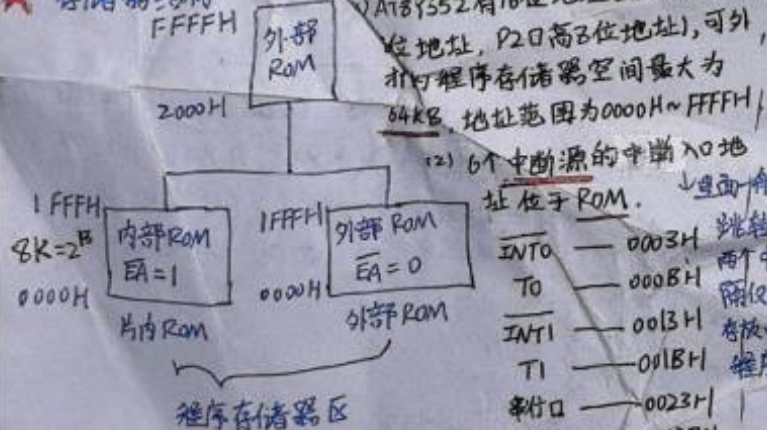 FFFFH
外部
ROM
2000H
1FFFH
内部ROM
8K=2^13
EA=1
0000H
片内ROM
1FFFH
外部ROM
EA=0
0000H
外部ROM
程序存储器区
位地址,P2口高8位地址),可外
扩的程序存储器空间最大为
64KB,地址范围为0000H~FFFFH
(2) 6个中断源的中断入口地
址位于ROM.
INT0 — 0003H
T0 000BH
INT1 — 0013H
T1 — 001BH
串行口 — 0023H